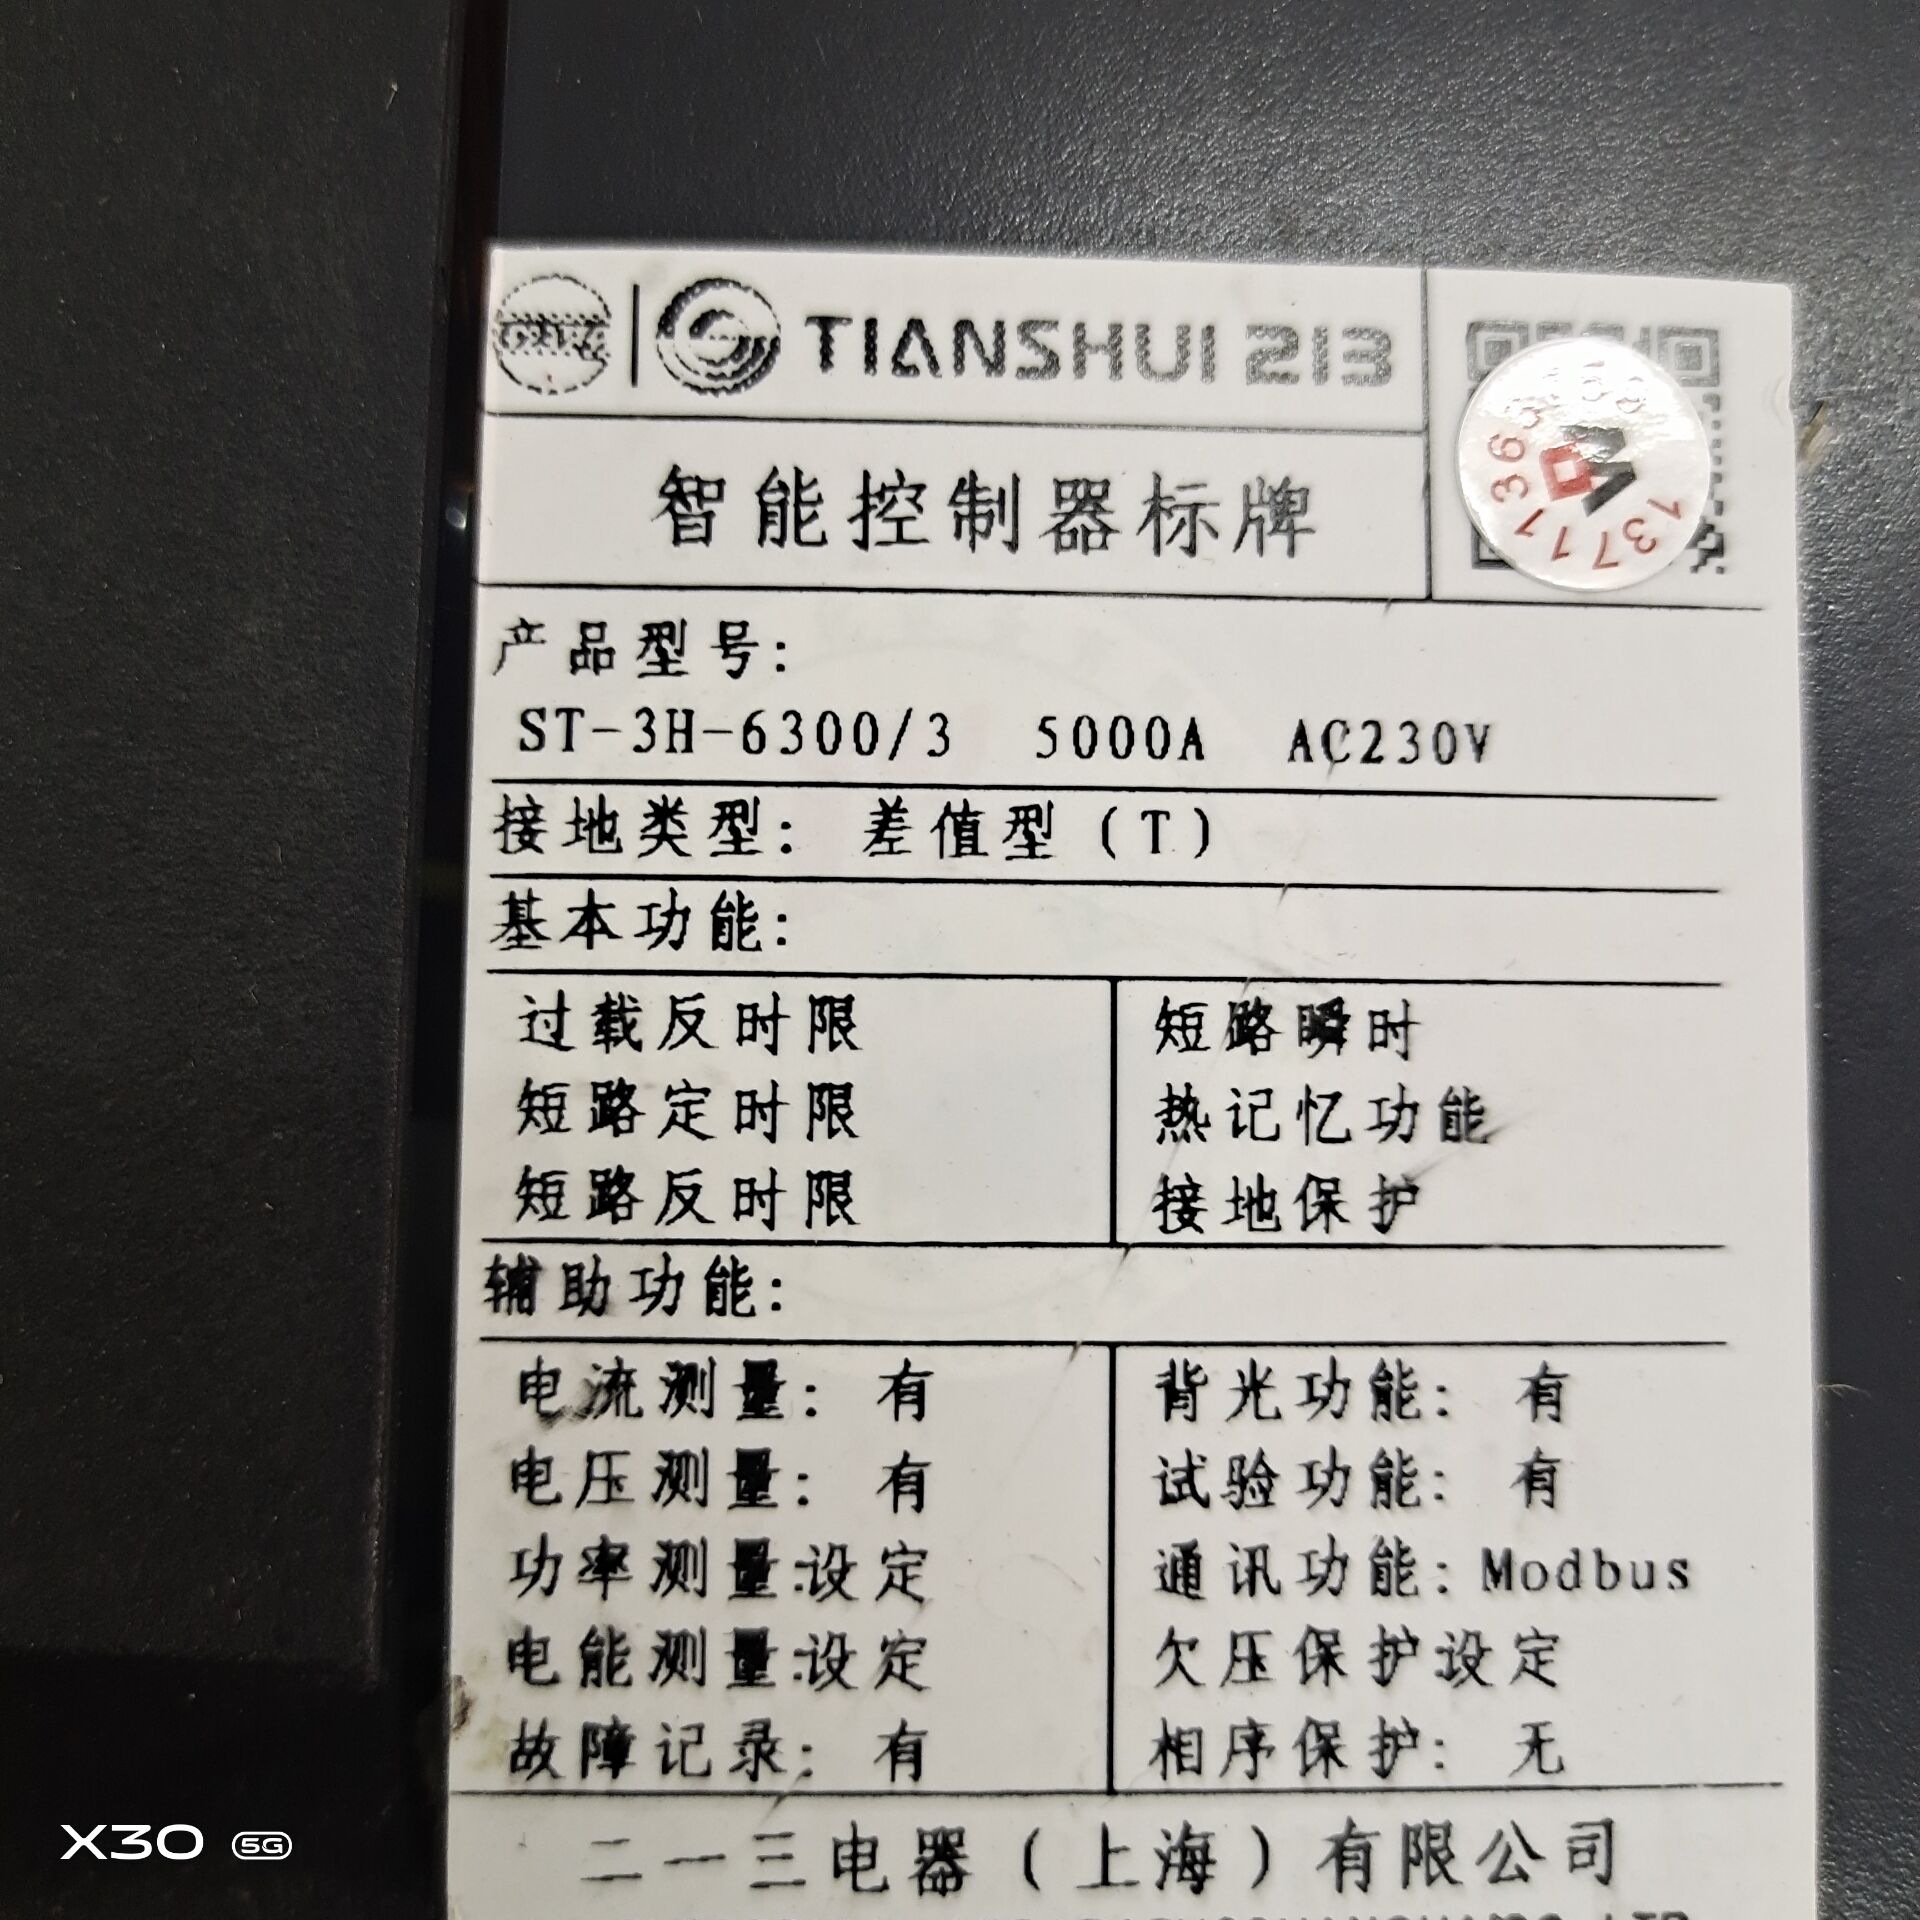 TIANSHUI 213
智能控制器标牌
产品型号:
ST-3H-6300/3 5000A AC230V
接地类型: 差值型（T）
基本功能:
过载反时限 短路瞬时
短路定时限 热记忆功能
短路反时限 接地保护
辅助功能:
电流测量: 有 背光功能: 有
电压测量: 有 试验功能: 有
功率测量:设定 通讯功能: Modbus
电能测量:设定 欠压保护:设定
故障记录: 有 相序保护: 无
二一三电器（上海）有限公司
X30 5G